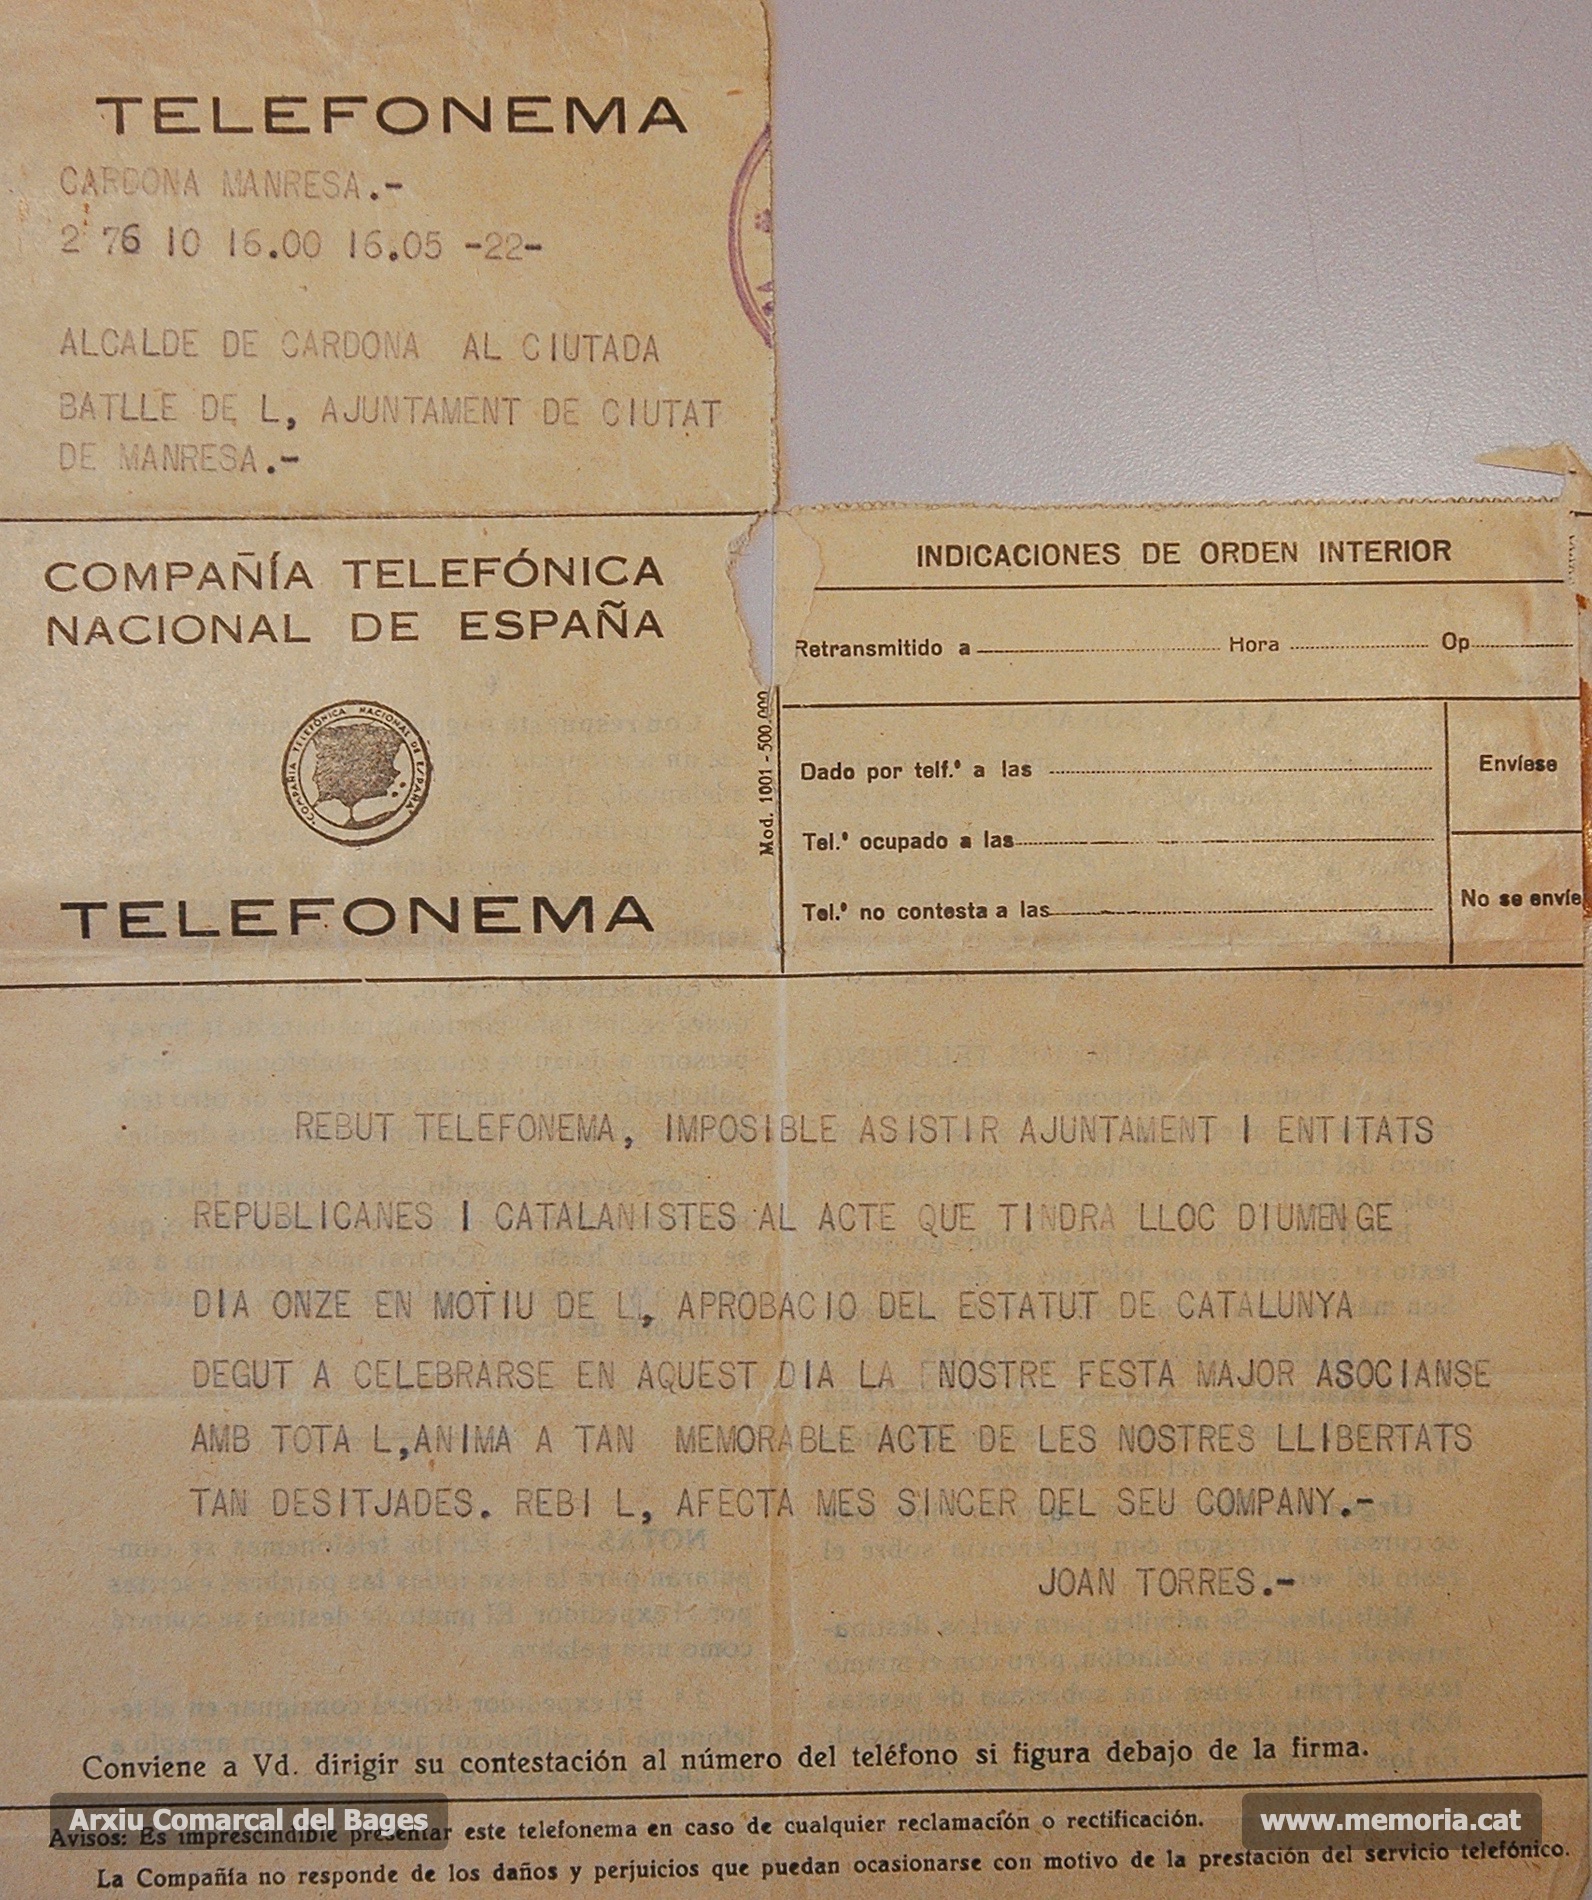 TELEFONEMA
CARDONA MANRESA.-
2 76 10 16.00 16.05 -22-
ALCALDE DE CARDONA AL CIUTADA
BATLLE DE L, AJUNTAMENT DE CIUTAT
DE MANRESA.-
COMPAÑÍA TELEFÓNICA
NACIONAL DE ESPAÑA
COMPAÑIA TELEFÓNICA NACIONAL DE ESPAÑA
TELEFONEMA
Mod. 1001 - 500.000
INDICACIONES DE ORDEN INTERIOR
Retransmitido a Hora Op
Dado por telf.º a las
Envíese
Tel.º ocupado a las
Tel.º no contesta a las
No se envíe
REBUT TELEFONEMA, IMPOSIBLE ASISTIR AJUNTAMENT I ENTITATS
REPUBLICANES I CATALANISTES AL ACTE QUE TINDRA LLOC DIUMENGE
DIA ONZE EN MOTIU DE L, APROBACIO DEL ESTATUT DE CATALUNYA
DEGUT A CELEBRARSE EN AQUEST DIA LA NOSTRE FESTA MAJOR ASOCIANSE
AMB TOTA L,ANIMA A TAN MEMORABLE ACTE DE LES NOSTRES LLIBERTATS
TAN DESITJADES. REBI L, AFECTA MES SINCER DEL SEU COMPANY.-
JOAN TORRES.-
Conviene a Vd. dirigir su contestación al número del teléfono si figura debajo de la firma.
Arxiu Comarcal del Bages
www.memoria.cat
Avisos: Es imprescindible presentar este telefonema en caso de cualquier reclamación o rectificación.
La Compañía no responde de los daños y perjuicios que puedan ocasionarse con motivo de la prestación del servicio telefónico.